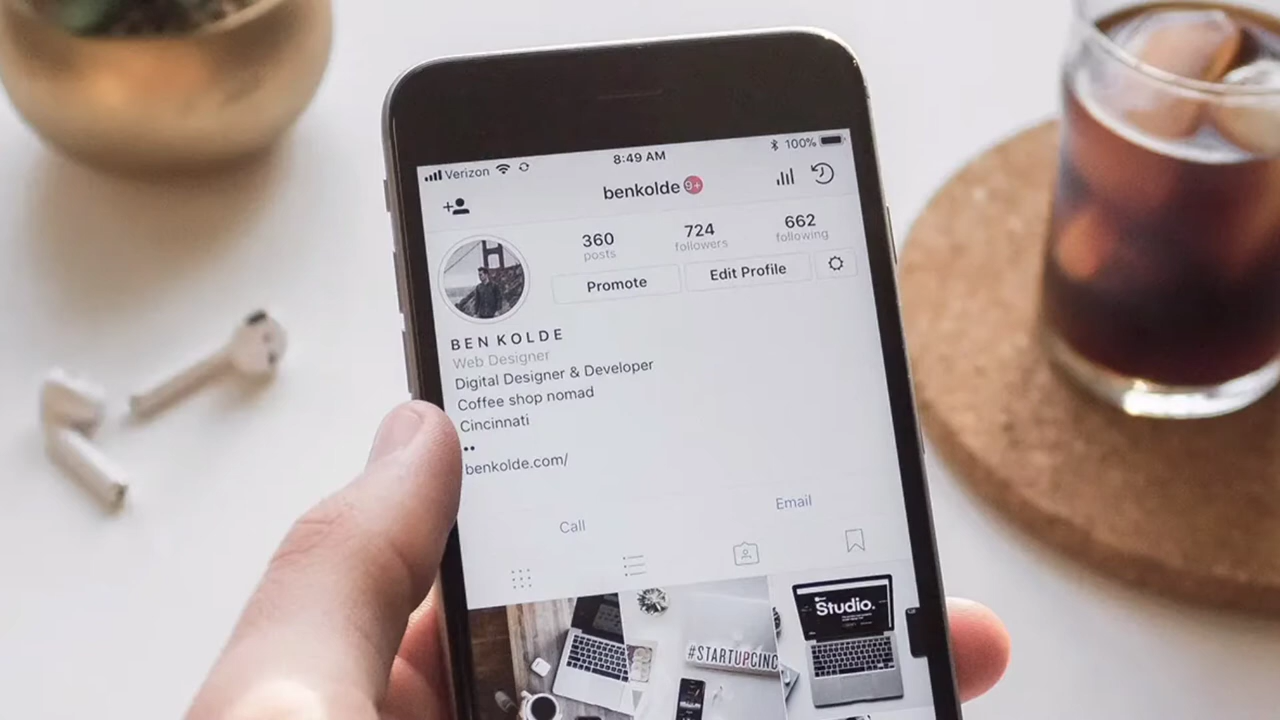 Verizon 8:49 AM 100%
benkolde 9+
360 724 662
posts followers following
Promote Edit Profile
BEN KOLDE
Web Designer
Digital Designer & Developer
Coffee shop nomad
Cincinnati
••
benkolde.com/
Call Email
Studio.
#STARTUPCINC